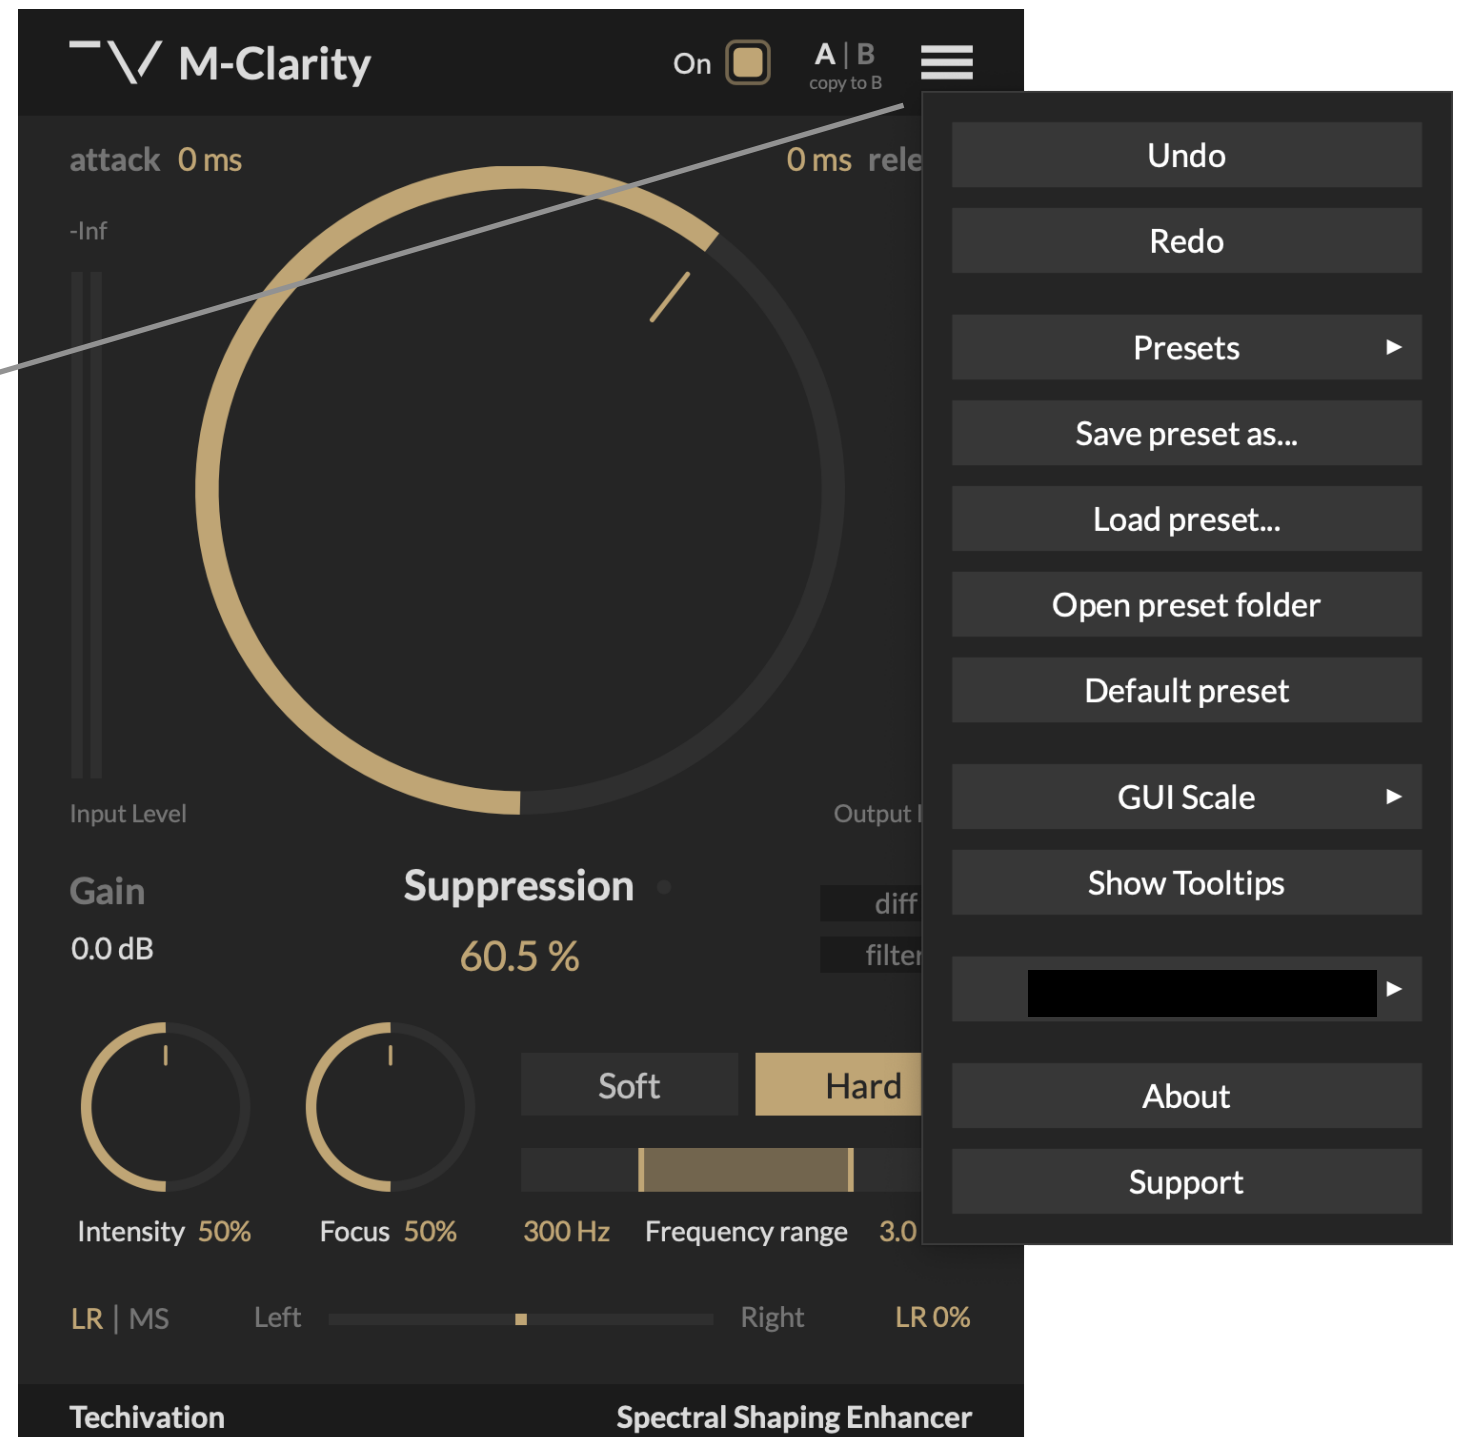 M-Clarity
On
A | B
copy to B
attack 0 ms
0 ms rele
-Inf
Input Level
Output
Gain
0.0 dB
Suppression
60.5 %
diff
filter
Soft
Hard
Intensity 50%
Focus 50%
300 Hz Frequency range 3.0
LR | MS
Left
Right
LR 0%
Techivation
Spectral Shaping Enhancer
Undo
Redo
Presets
Save preset as...
Load preset...
Open preset folder
Default preset
GUI Scale
Show Tooltips
About
Support